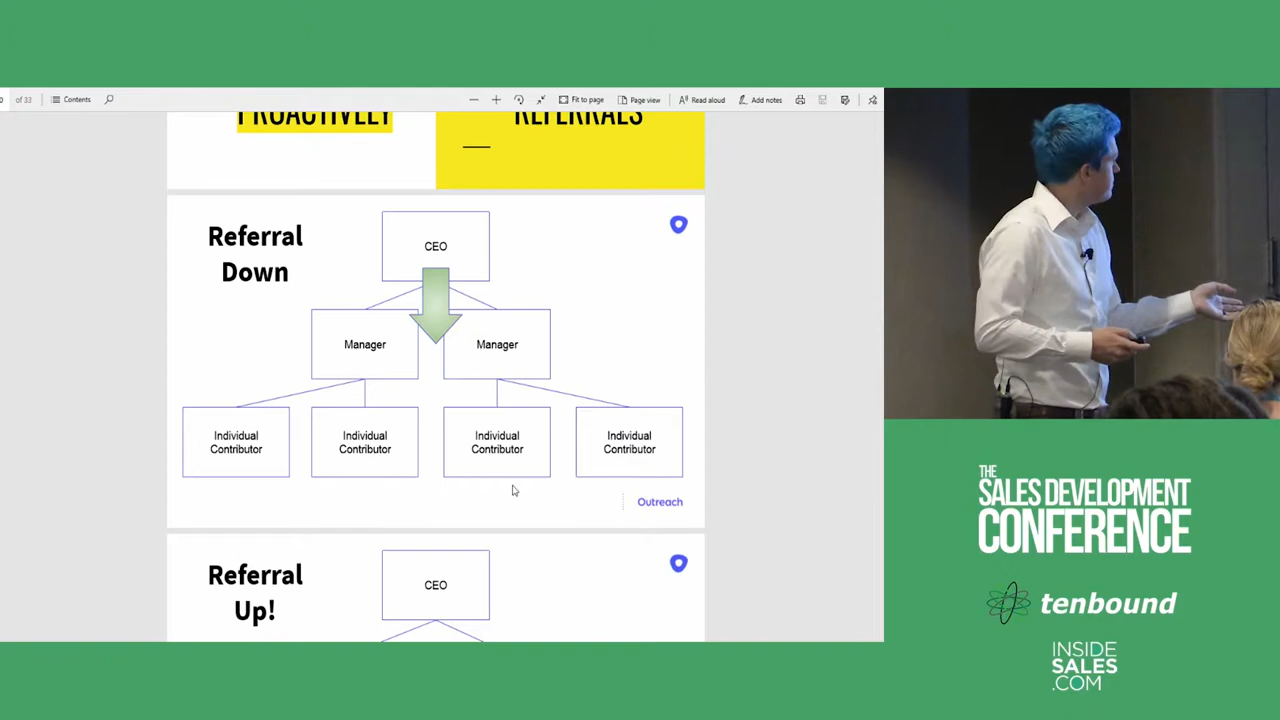 0 of 33 Contents Fit to page Page view Read aloud Add notes
PROACTIVELY
REFERRALS
Referral
Down
CEO
Manager
Manager
Individual
Contributor
Individual
Contributor
Individual
Contributor
Individual
Contributor
Outreach
Referral
Up!
CEO
THE
SALES DEVELOPMENT
CONFERENCE
tenbound
INSIDE
SALES
.COM